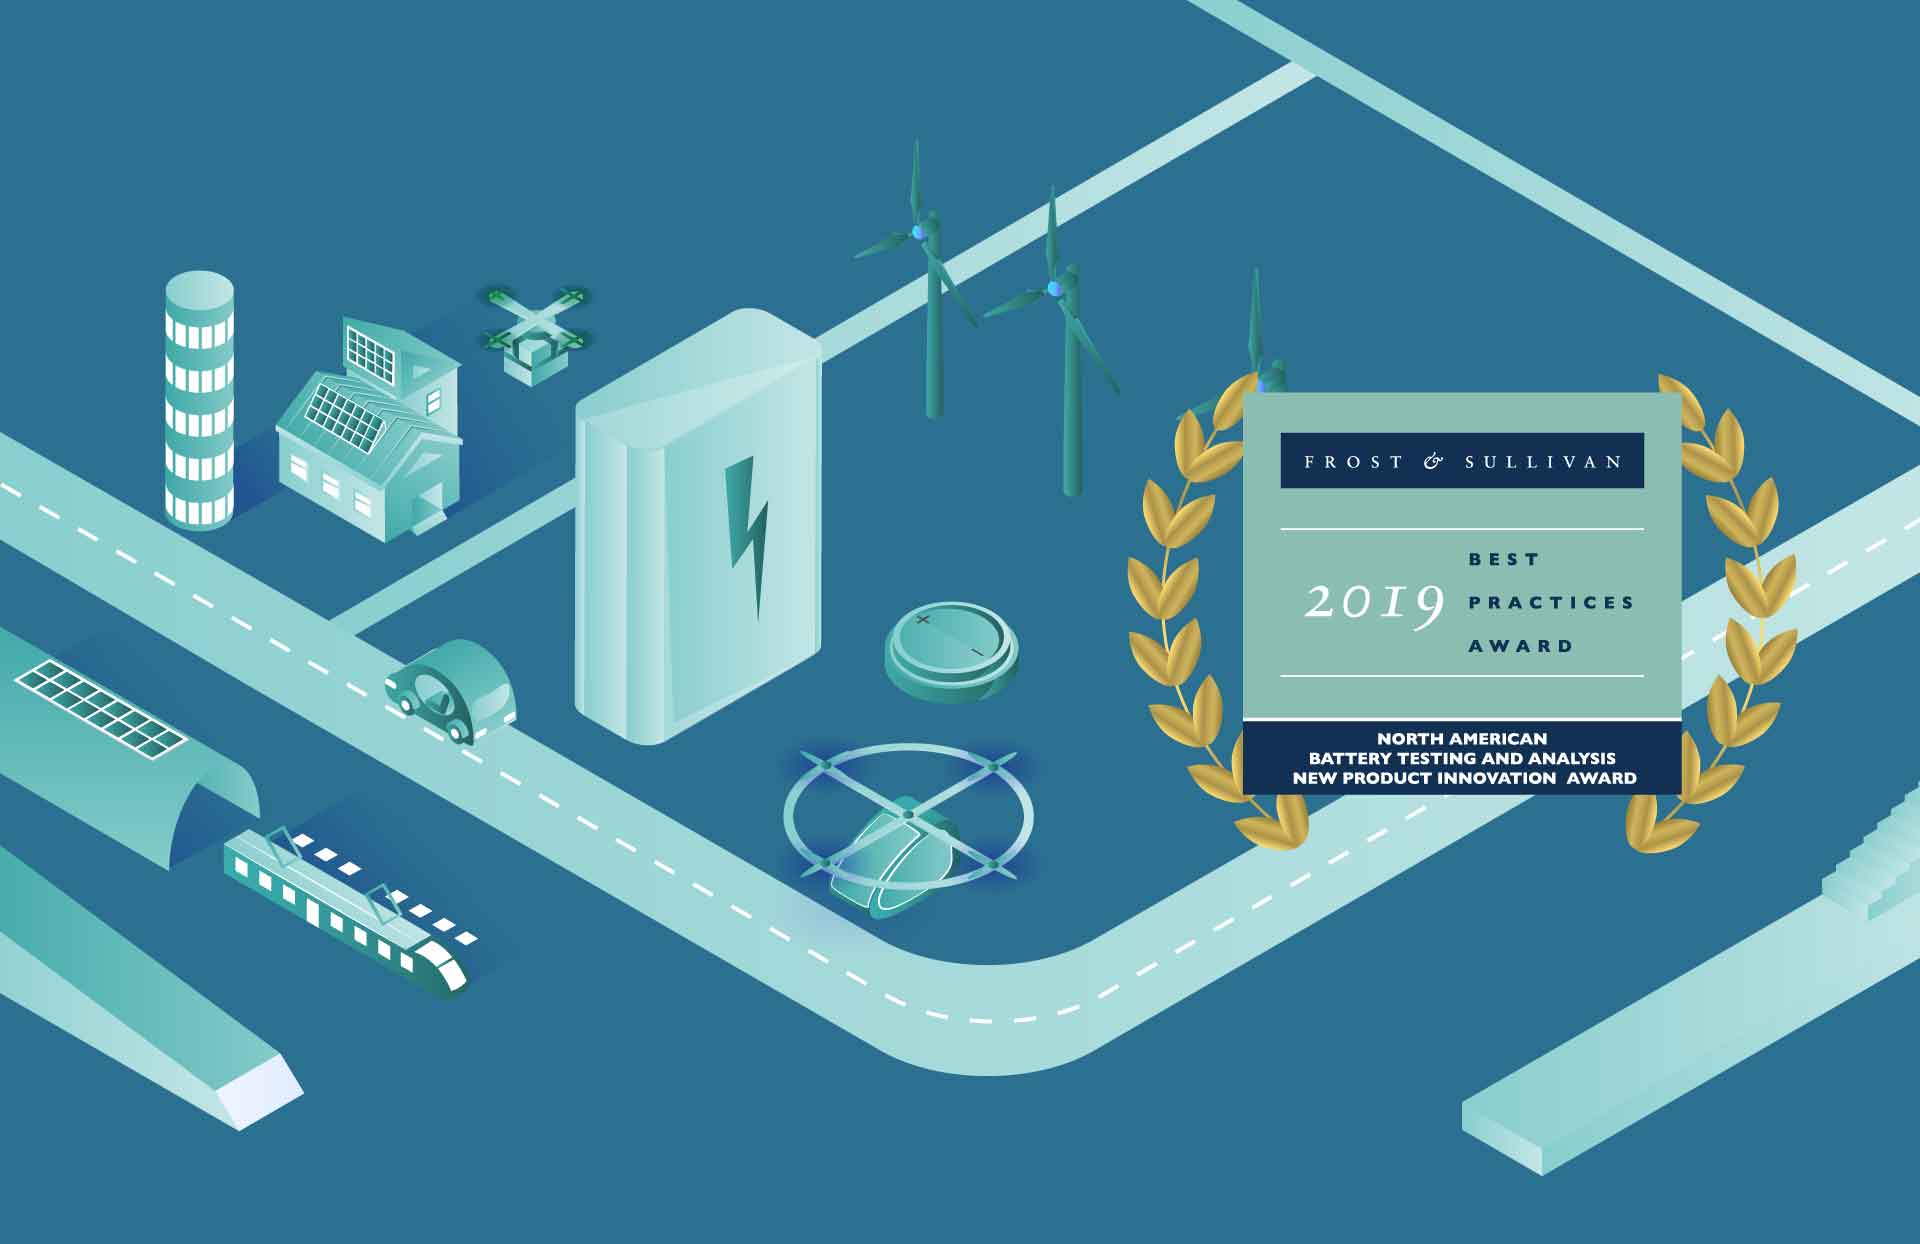 FROST & SULLIVAN
2019
BEST
PRACTICES
AWARD
NORTH AMERICAN
BATTERY TESTING AND ANALYSIS
NEW PRODUCT INNOVATION AWARD
+
-